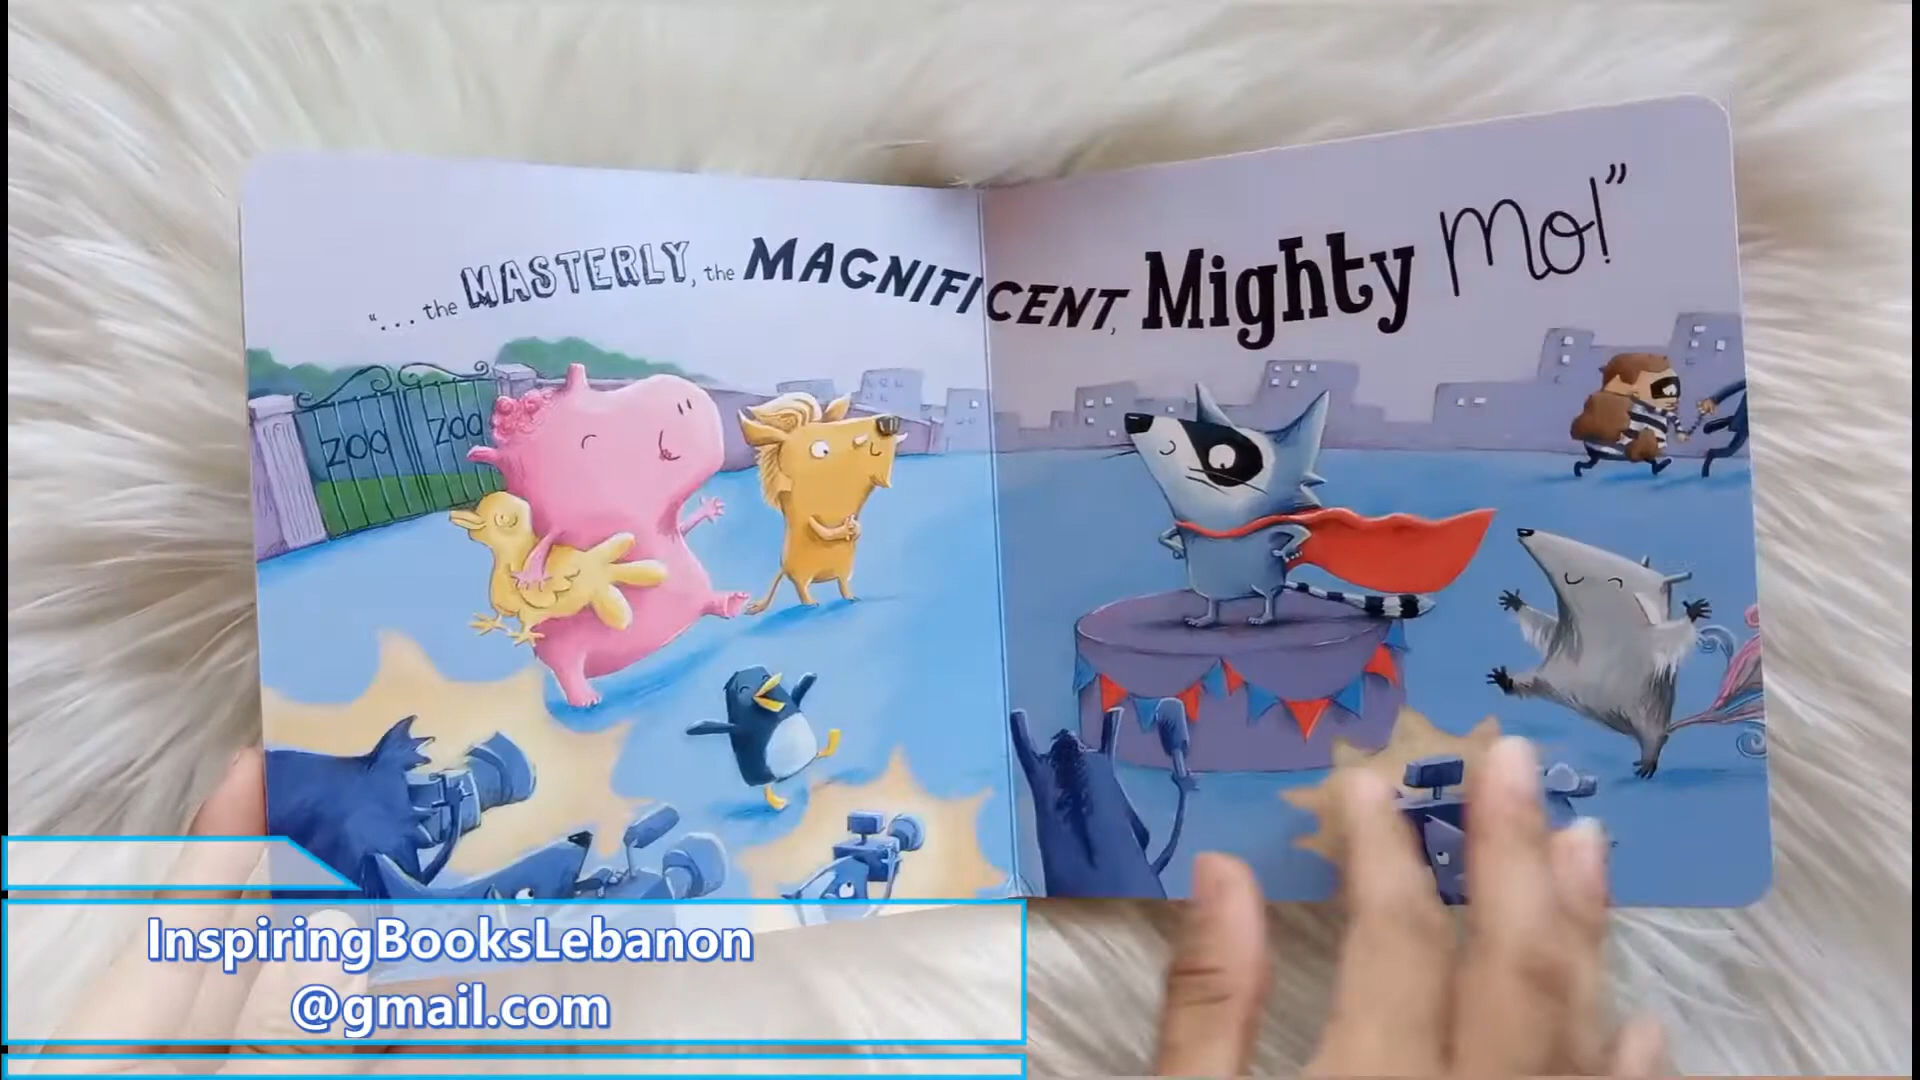 “... the MASTERLY, the MAGNIFICENT, Mighty Mo!”
ZOO ZOO
InspiringBooksLebanon
@gmail.com